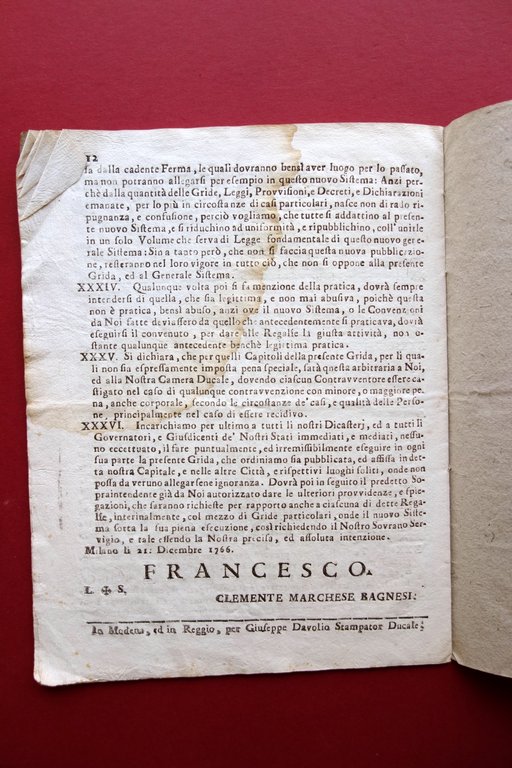 12
sa dalla cadente Ferma, le quali dovranno bensì aver luogo per lo passato,
ma non potranno allegarsi per esempio in questo nuovo Sistema: Anzi per-
chè dalla quantità delle Gride, Leggi, Provvisioni, e Decreti, e Dichiarazioni
emanate, per lo più in circostanze di casi particolari, nasce non di rado ri-
pugnanza, e confusione, perciò vogliamo, che tutte si addattino al presen-
te nuovo Sistema, e si riduchino ad uniformità, e ripubblichino, coll' unirle
in un solo Volume che serva di Legge fondamentale di questo nuovo gene-
rale Sistema: Sin a tanto però, che non si faccia questa nuova pubblicazio-
ne, resteranno nel loro vigore in tutto ciò, che non si oppone alla presente
Grida, ed al Generale Sistema.
XXXIV. Qualunque volta poi si fa menzione della pratica, dovrà sempre
intendersi di quella, che sia legittima, e non mai abusiva, poichè questa
non è pratica, bensì abuso, anzi ove il nuovo Sistema, o le Convenzioni
da Noi fatte deviassero da quello che antecedentemente si praticava, dovrà
eseguirsi il convenuto, per dare alle Regalie la giusta attività, non o-
stante qualunque antecedente benchè legittima pratica.
XXXV. Si dichiara, che per quelli Capitoli della presente Grida, per li qua-
li non sia espressamente imposta pena speciale, sarà questa arbitraria a Noi,
ed alla Nostra Camera Ducale, dovendo ciascun Contravventore essere ca-
stigato nel caso di qualunque contravvenzione con minore, o maggiore pe-
na, anche corporale, secondo le circostanze de' casi, e qualità delle Perso-
ne, principalmente nel caso di essere recidivo.
XXXVI. Incarichiamo per ultimo a tutti li nostri Dicasterj, ed a tutti li
Governatori, e Giusdicenti de' Nostri Stati immediati, e mediati, nessu-
no eccettuato, il fare puntualmente, ed irremissibilmente eseguire in ogni
sua parte la presente Grida, che ordiniamo sia pubblicata, ed affissa in det-
ta nostra Capitale, e nelle altre Città, e rispettivi luoghi soliti, onde non
possa da veruno allegarsene ignoranza. Dovrà poi in seguito il predetto So-
praintendente già da Noi autorizzato dare le ulteriori provvidenze, e spie-
gazioni, che saranno richieste per rapporto anche a ciascuna di dette Rega-
lie, interinalmente, col mezzo di Gride particolari, onde il nuovo Siste-
ma sorta la sua piena esecuzione, così richiedendo il Nostro Sovrano Ser-
vigio, e tale essendo la Nostra precisa, ed assoluta intenzione.
Milano li 21. Dicembre 1766.
FRANCESCO.
L. ✠ S.
CLEMENTE MARCHESE BAGNESI.
In Modena, ed in Reggio, per Giuseppe Davolio Stampator Ducale.